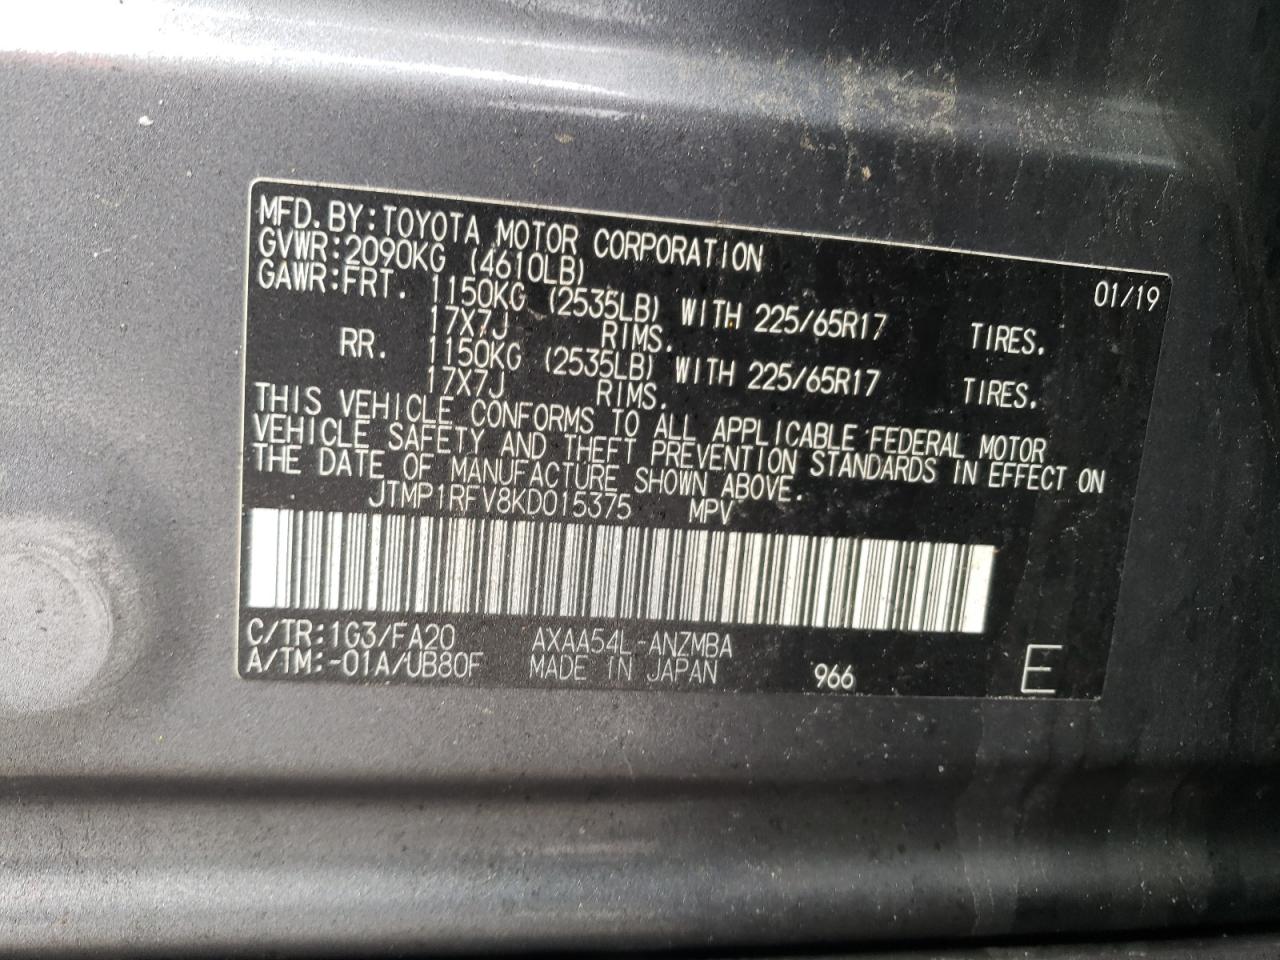 MFD. BY: TOYOTA MOTOR CORPORATION 01/19
GVWR: 2090KG (4610LB)
GAWR: FRT. 1150KG (2535LB) WITH 225/65R17 TIRES.
17X7J RIMS.
RR. 1150KG (2535LB) WITH 225/65R17 TIRES.
17X7J RIMS.
THIS VEHICLE CONFORMS TO ALL APPLICABLE FEDERAL MOTOR
VEHICLE SAFETY AND THEFT PREVENTION STANDARDS IN EFFECT ON
THE DATE OF MANUFACTURE SHOWN ABOVE.
JTMP1RFV8KD015375 MPV
C/TR: 1G3/FA20 AXAA54L-ANZMBA
A/TM: -01A/UB80F MADE IN JAPAN 966 E